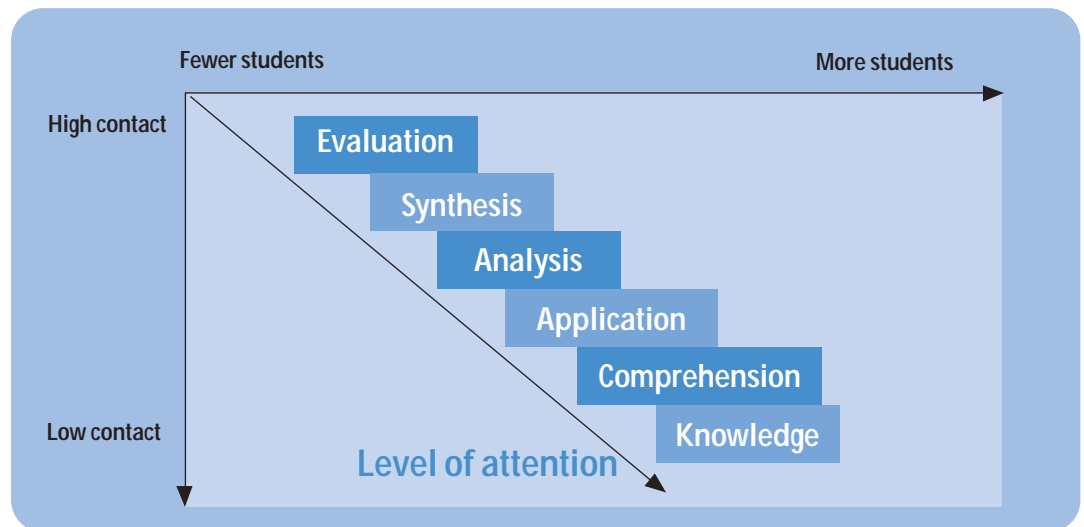 Fewer students
More students
High contact
Evaluation
Synthesis
Analysis
Application
Comprehension
Low contact
Knowledge
Level of attention